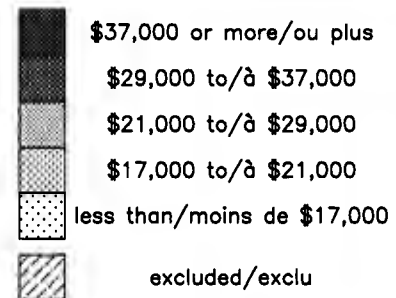 $37,000 or more/ou plus
$29,000 to/à $37,000
$21,000 to/à $29,000
$17,000 to/à $21,000
less than/moins de $17,000
excluded/exclu